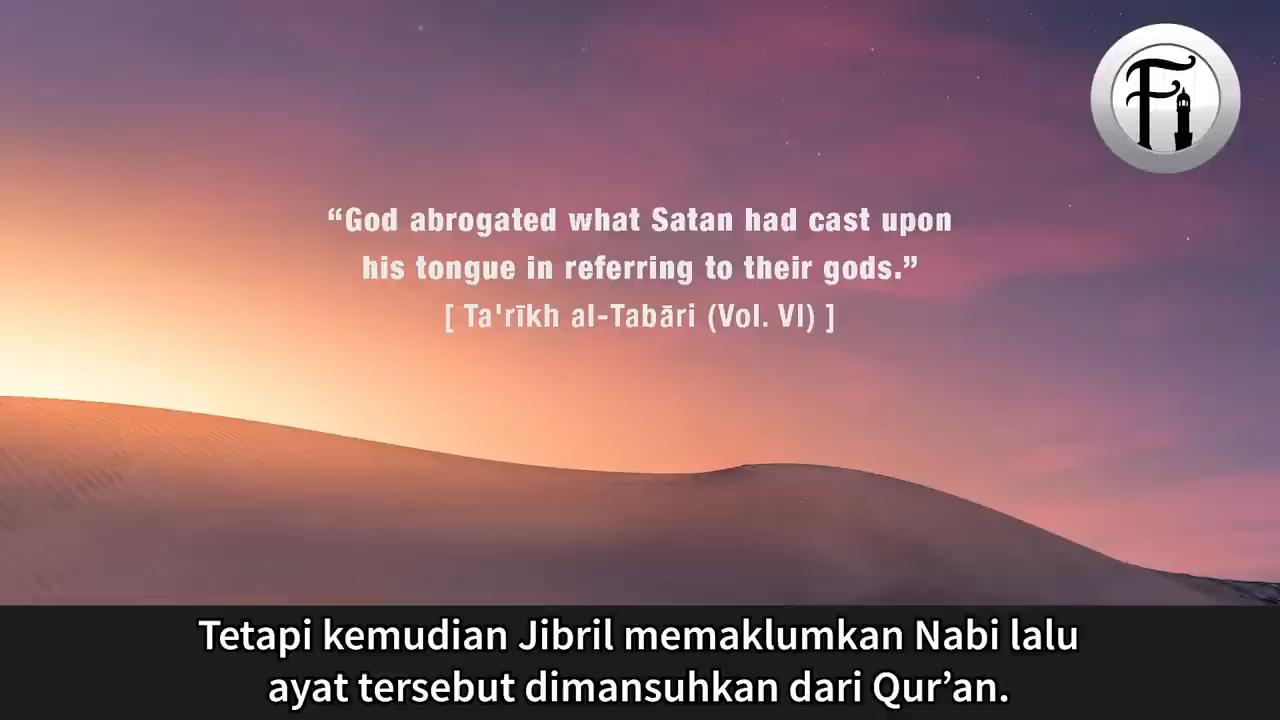 Fi
“God abrogated what Satan had cast upon
his tongue in referring to their gods.”
[ Ta'rīkh al-Tabāri (Vol. VI) ]
Tetapi kemudian Jibril memaklumkan Nabi lalu
ayat tersebut dimansuhkan dari Qur’an.